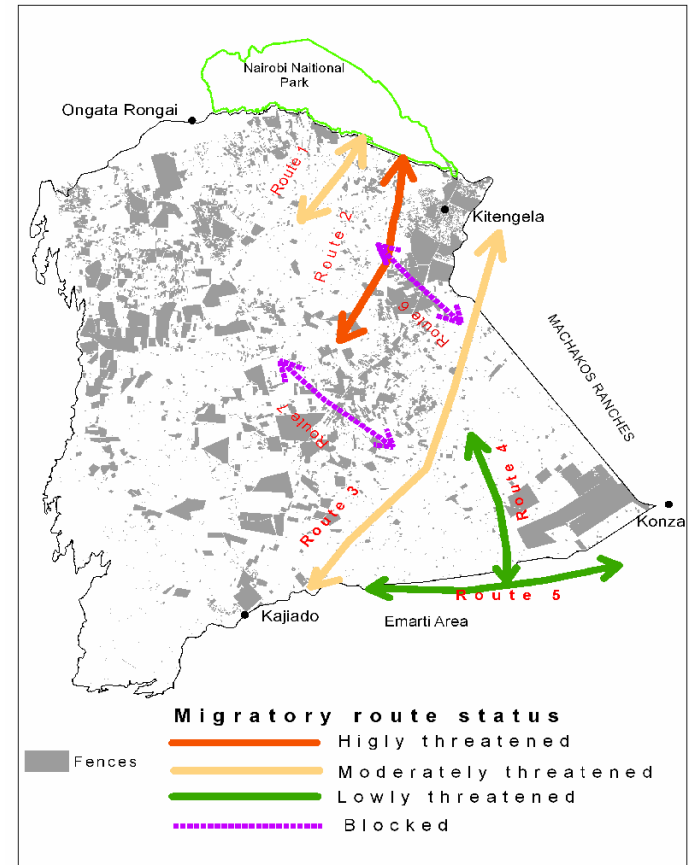 Nairobi Naitional
Park
Ongata Rongai
Route 1
Kitengela
Route 2
Route 6
MACHAKOS RANCHES
Route 7
Route 4
Route 3
Konza
Route 5
Kajiado
Emarti Area
Migratory route status
Higly threatened
Fences
Moderately threatened
Lowly threatened
Blocked